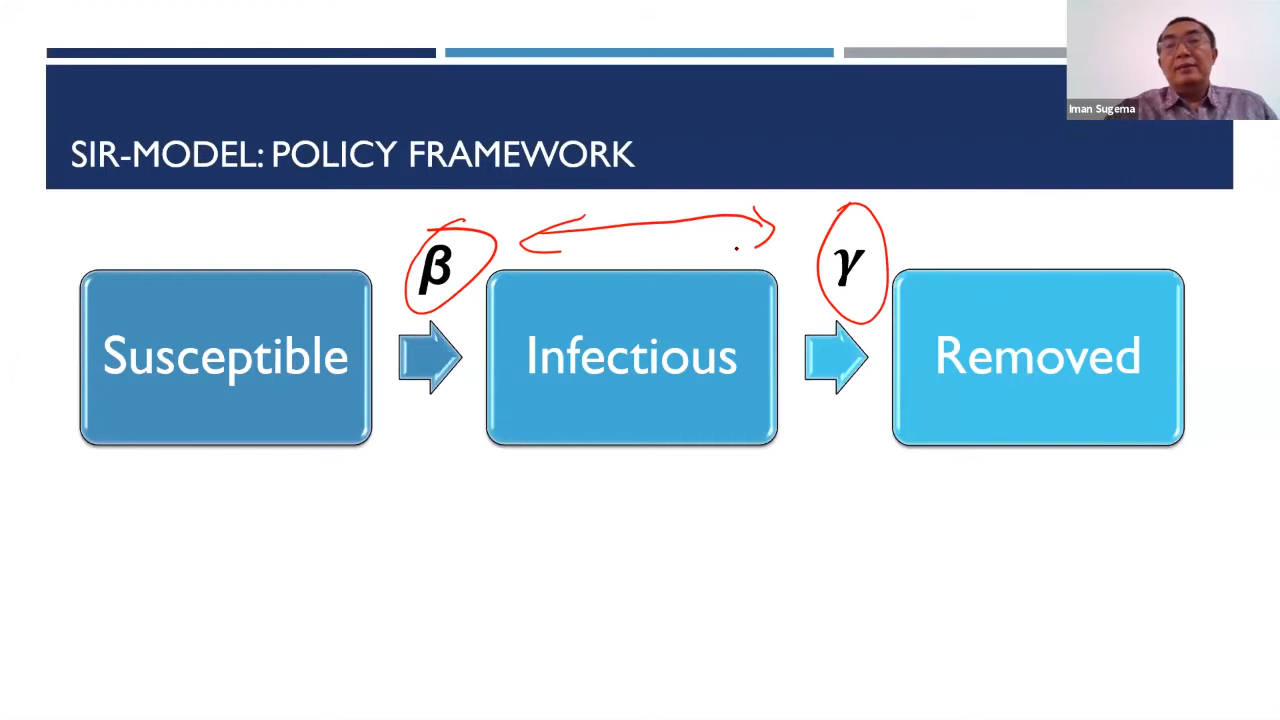 Iman Sugema
SIR-MODEL: POLICY FRAMEWORK
β
γ
Susceptible
Infectious
Removed